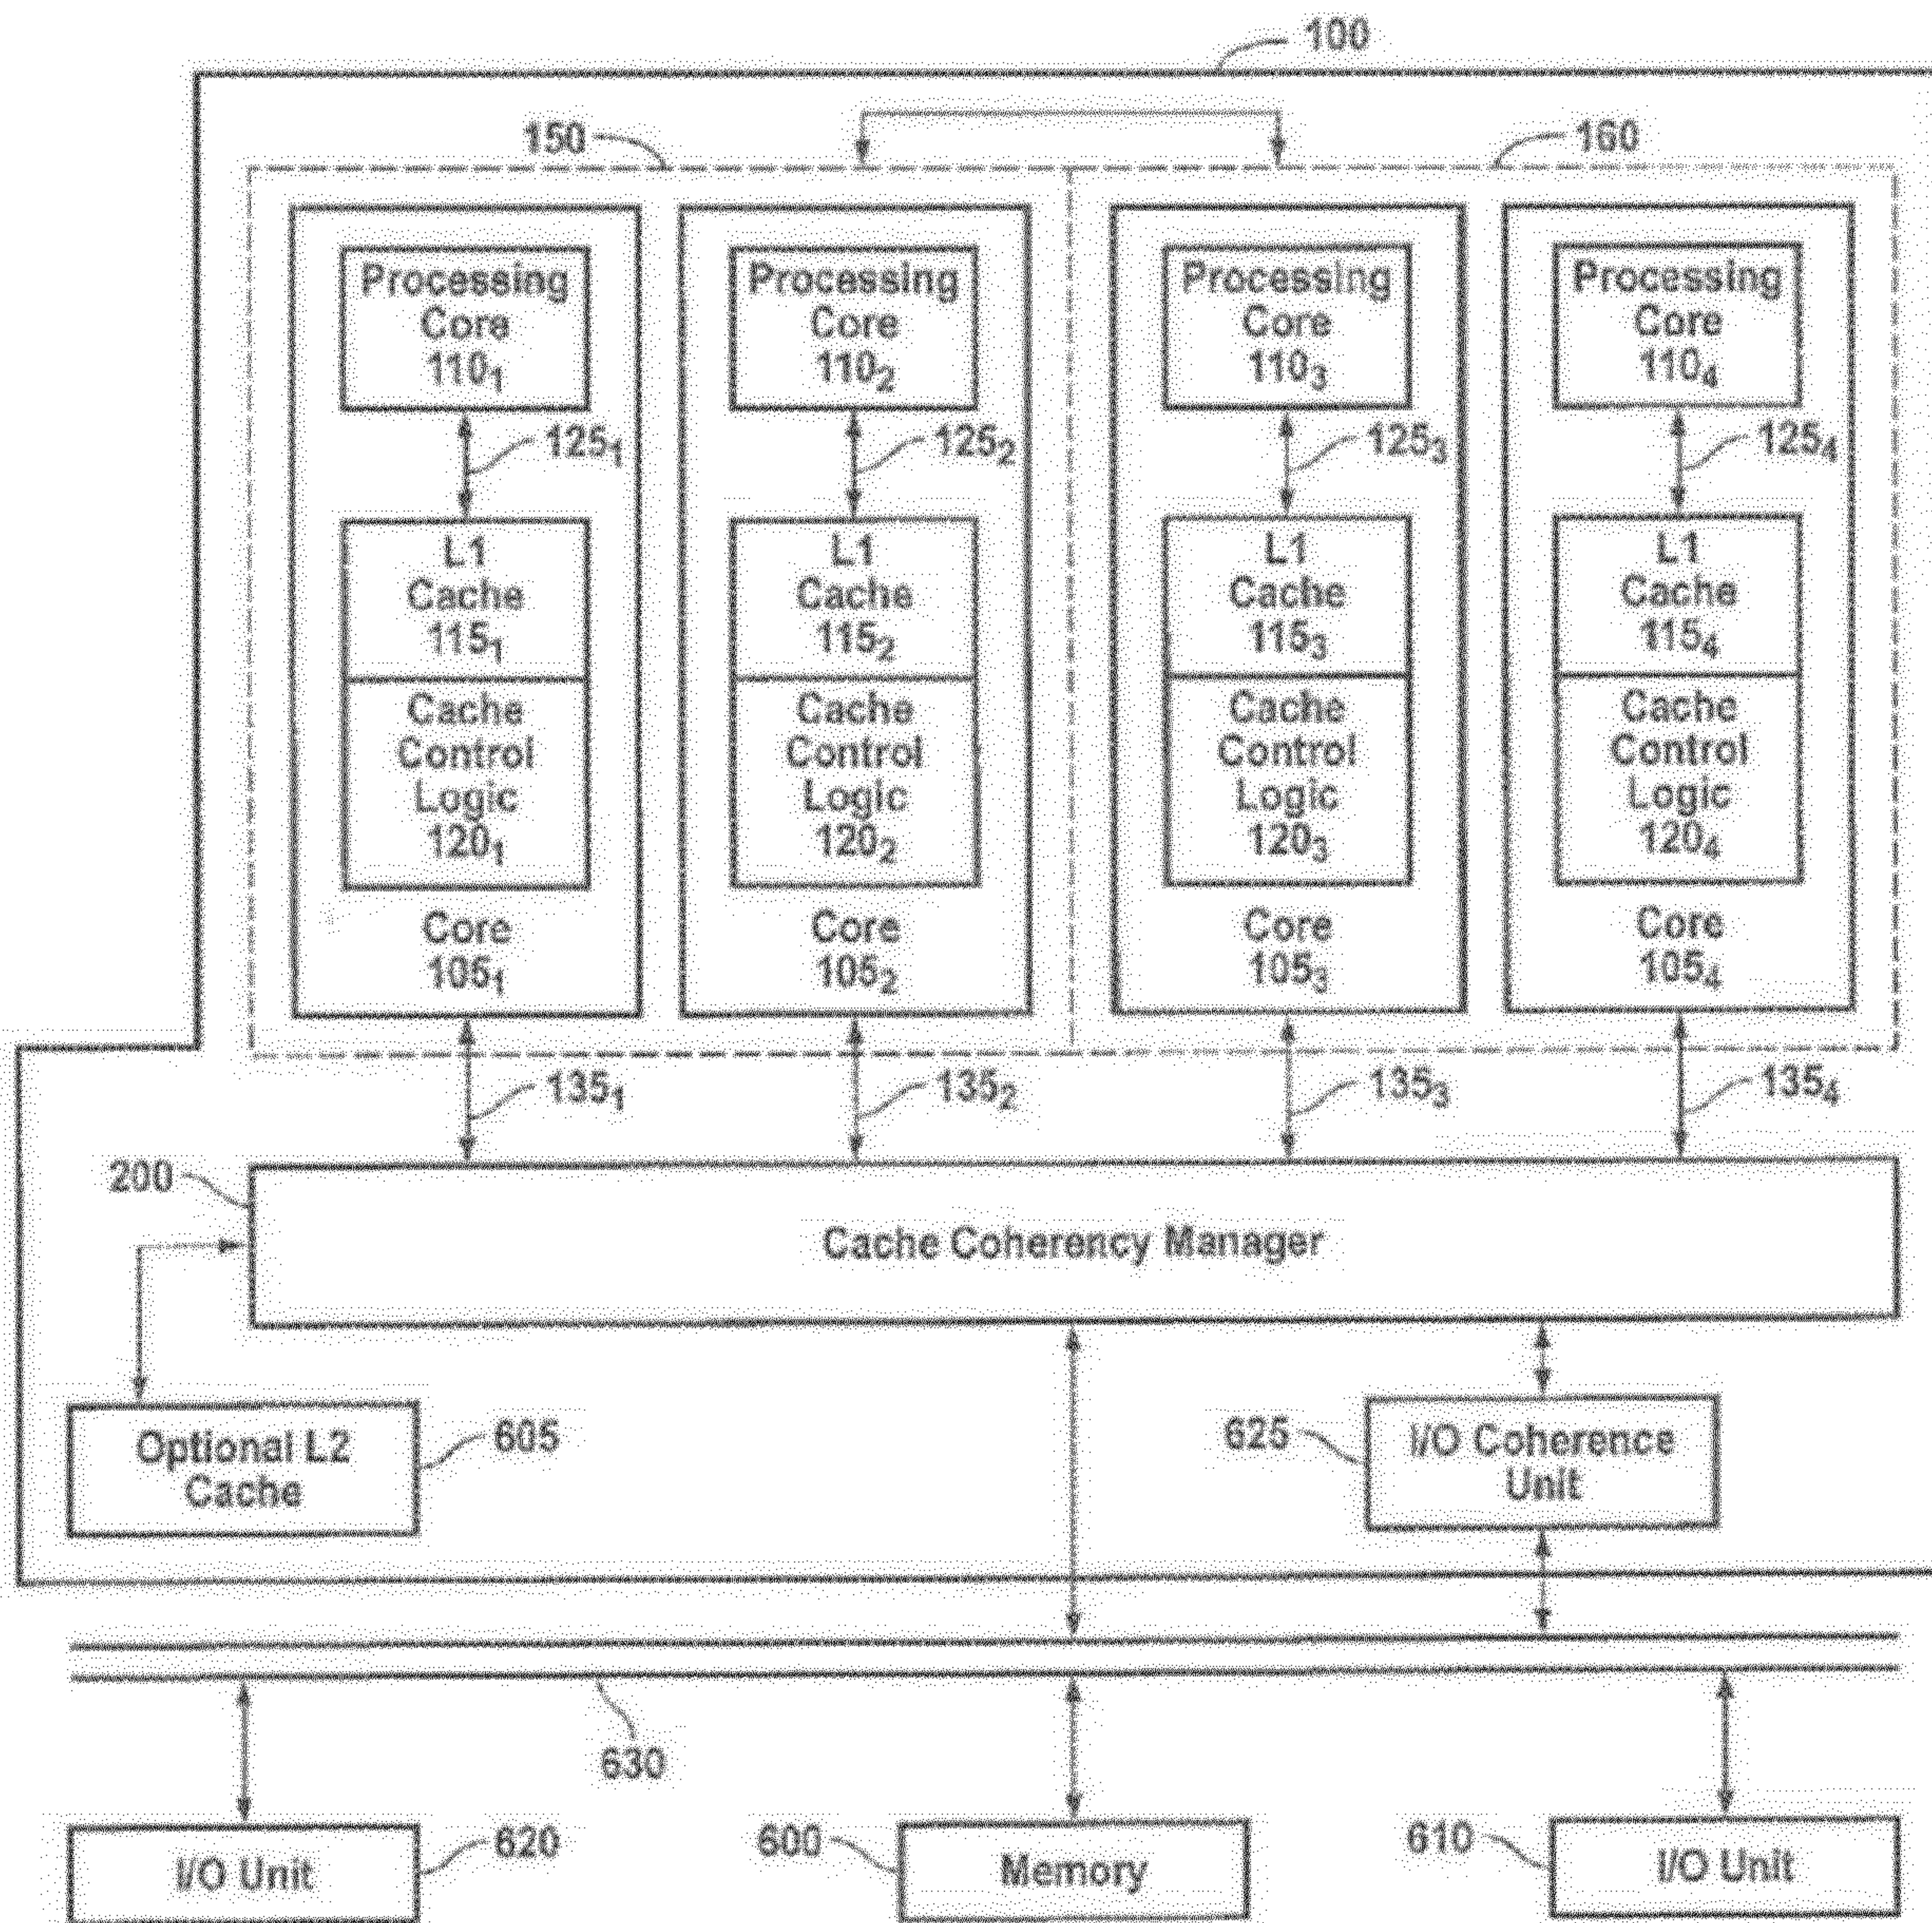 100
150
160
Processing
Core
110₁
Processing
Core
110₂
Processing
Core
110₃
Processing
Core
110₄
125₁
125₂
125₃
125₄
L1
Cache
115₁
L1
Cache
115₂
L1
Cache
115₃
L1
Cache
115₄
Cache
Control
Logic
120₁
Cache
Control
Logic
120₂
Cache
Control
Logic
120₃
Cache
Control
Logic
120₄
Core
105₁
Core
105₂
Core
105₃
Core
105₄
135₁
135₂
135₃
135₄
200
Cache Coherency Manager
Optional L2
Cache
605
625
I/O Coherence
Unit
630
I/O Unit
620
600
Memory
610
I/O Unit